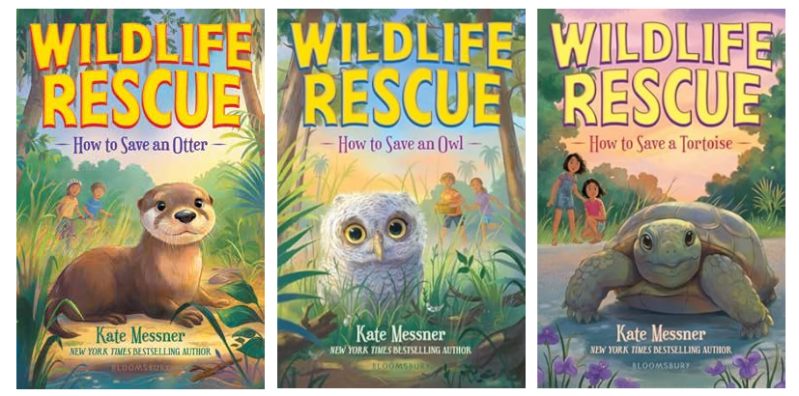 WILDLIFE
RESCUE
How to Save an Otter
Kate Messner
NEW YORK TIMES BESTSELLING AUTHOR
BLOOMSBURY
WILDLIFE
RESCUE
How to Save an Owl
Kate Messner
NEW YORK TIMES BESTSELLING AUTHOR
BLOOMSBURY
WILDLIFE
RESCUE
How to Save a Tortoise
Kate Messner
NEW YORK TIMES BESTSELLING AUTHOR
BLOOMSBURY